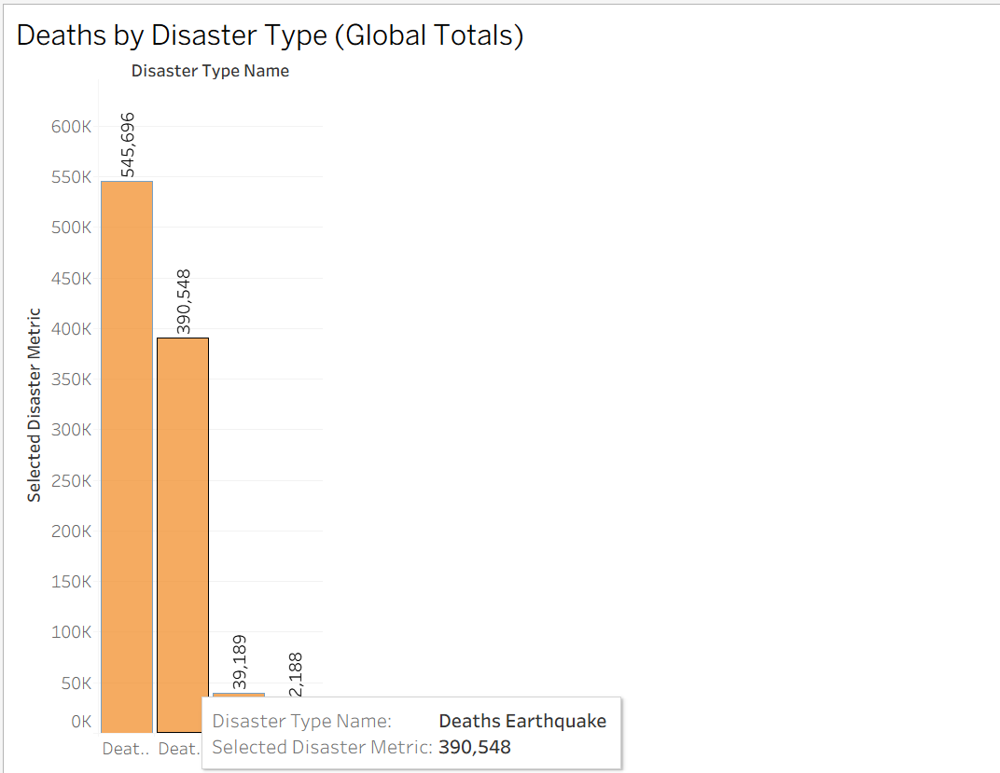 Deaths by Disaster Type (Global Totals)
Disaster Type Name
Selected Disaster Metric
600K
550K
500K
450K
400K
350K
300K
250K
200K
150K
100K
50K
0K
545,696
390,548
39,189
2,188
Deat..
Deat.
Disaster Type Name: Deaths Earthquake
Selected Disaster Metric: 390,548